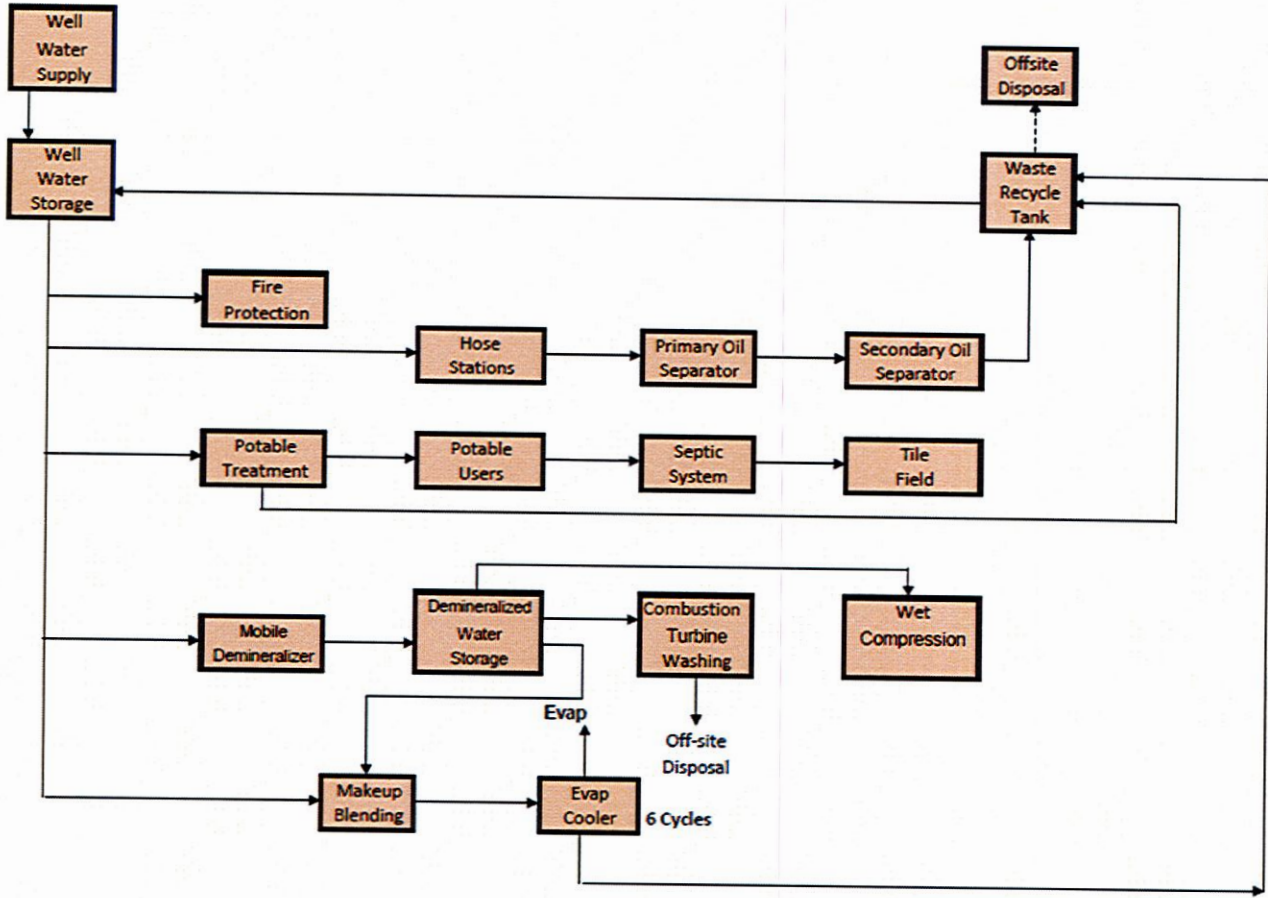 Well
Water
Supply
Offsite
Disposal
Well
Water
Storage
Waste
Recycle
Tank
Fire
Protection
Hose
Stations
Primary Oil
Separator
Secondary Oil
Separator
Potable
Treatment
Potable
Users
Septic
System
Tile
Field
Mobile
Demineralizer
Demineralized
Water
Storage
Combustion
Turbine
Washing
Wet
Compression
Evap
Off-site
Disposal
Makeup
Blending
Evap
Cooler
6 Cycles